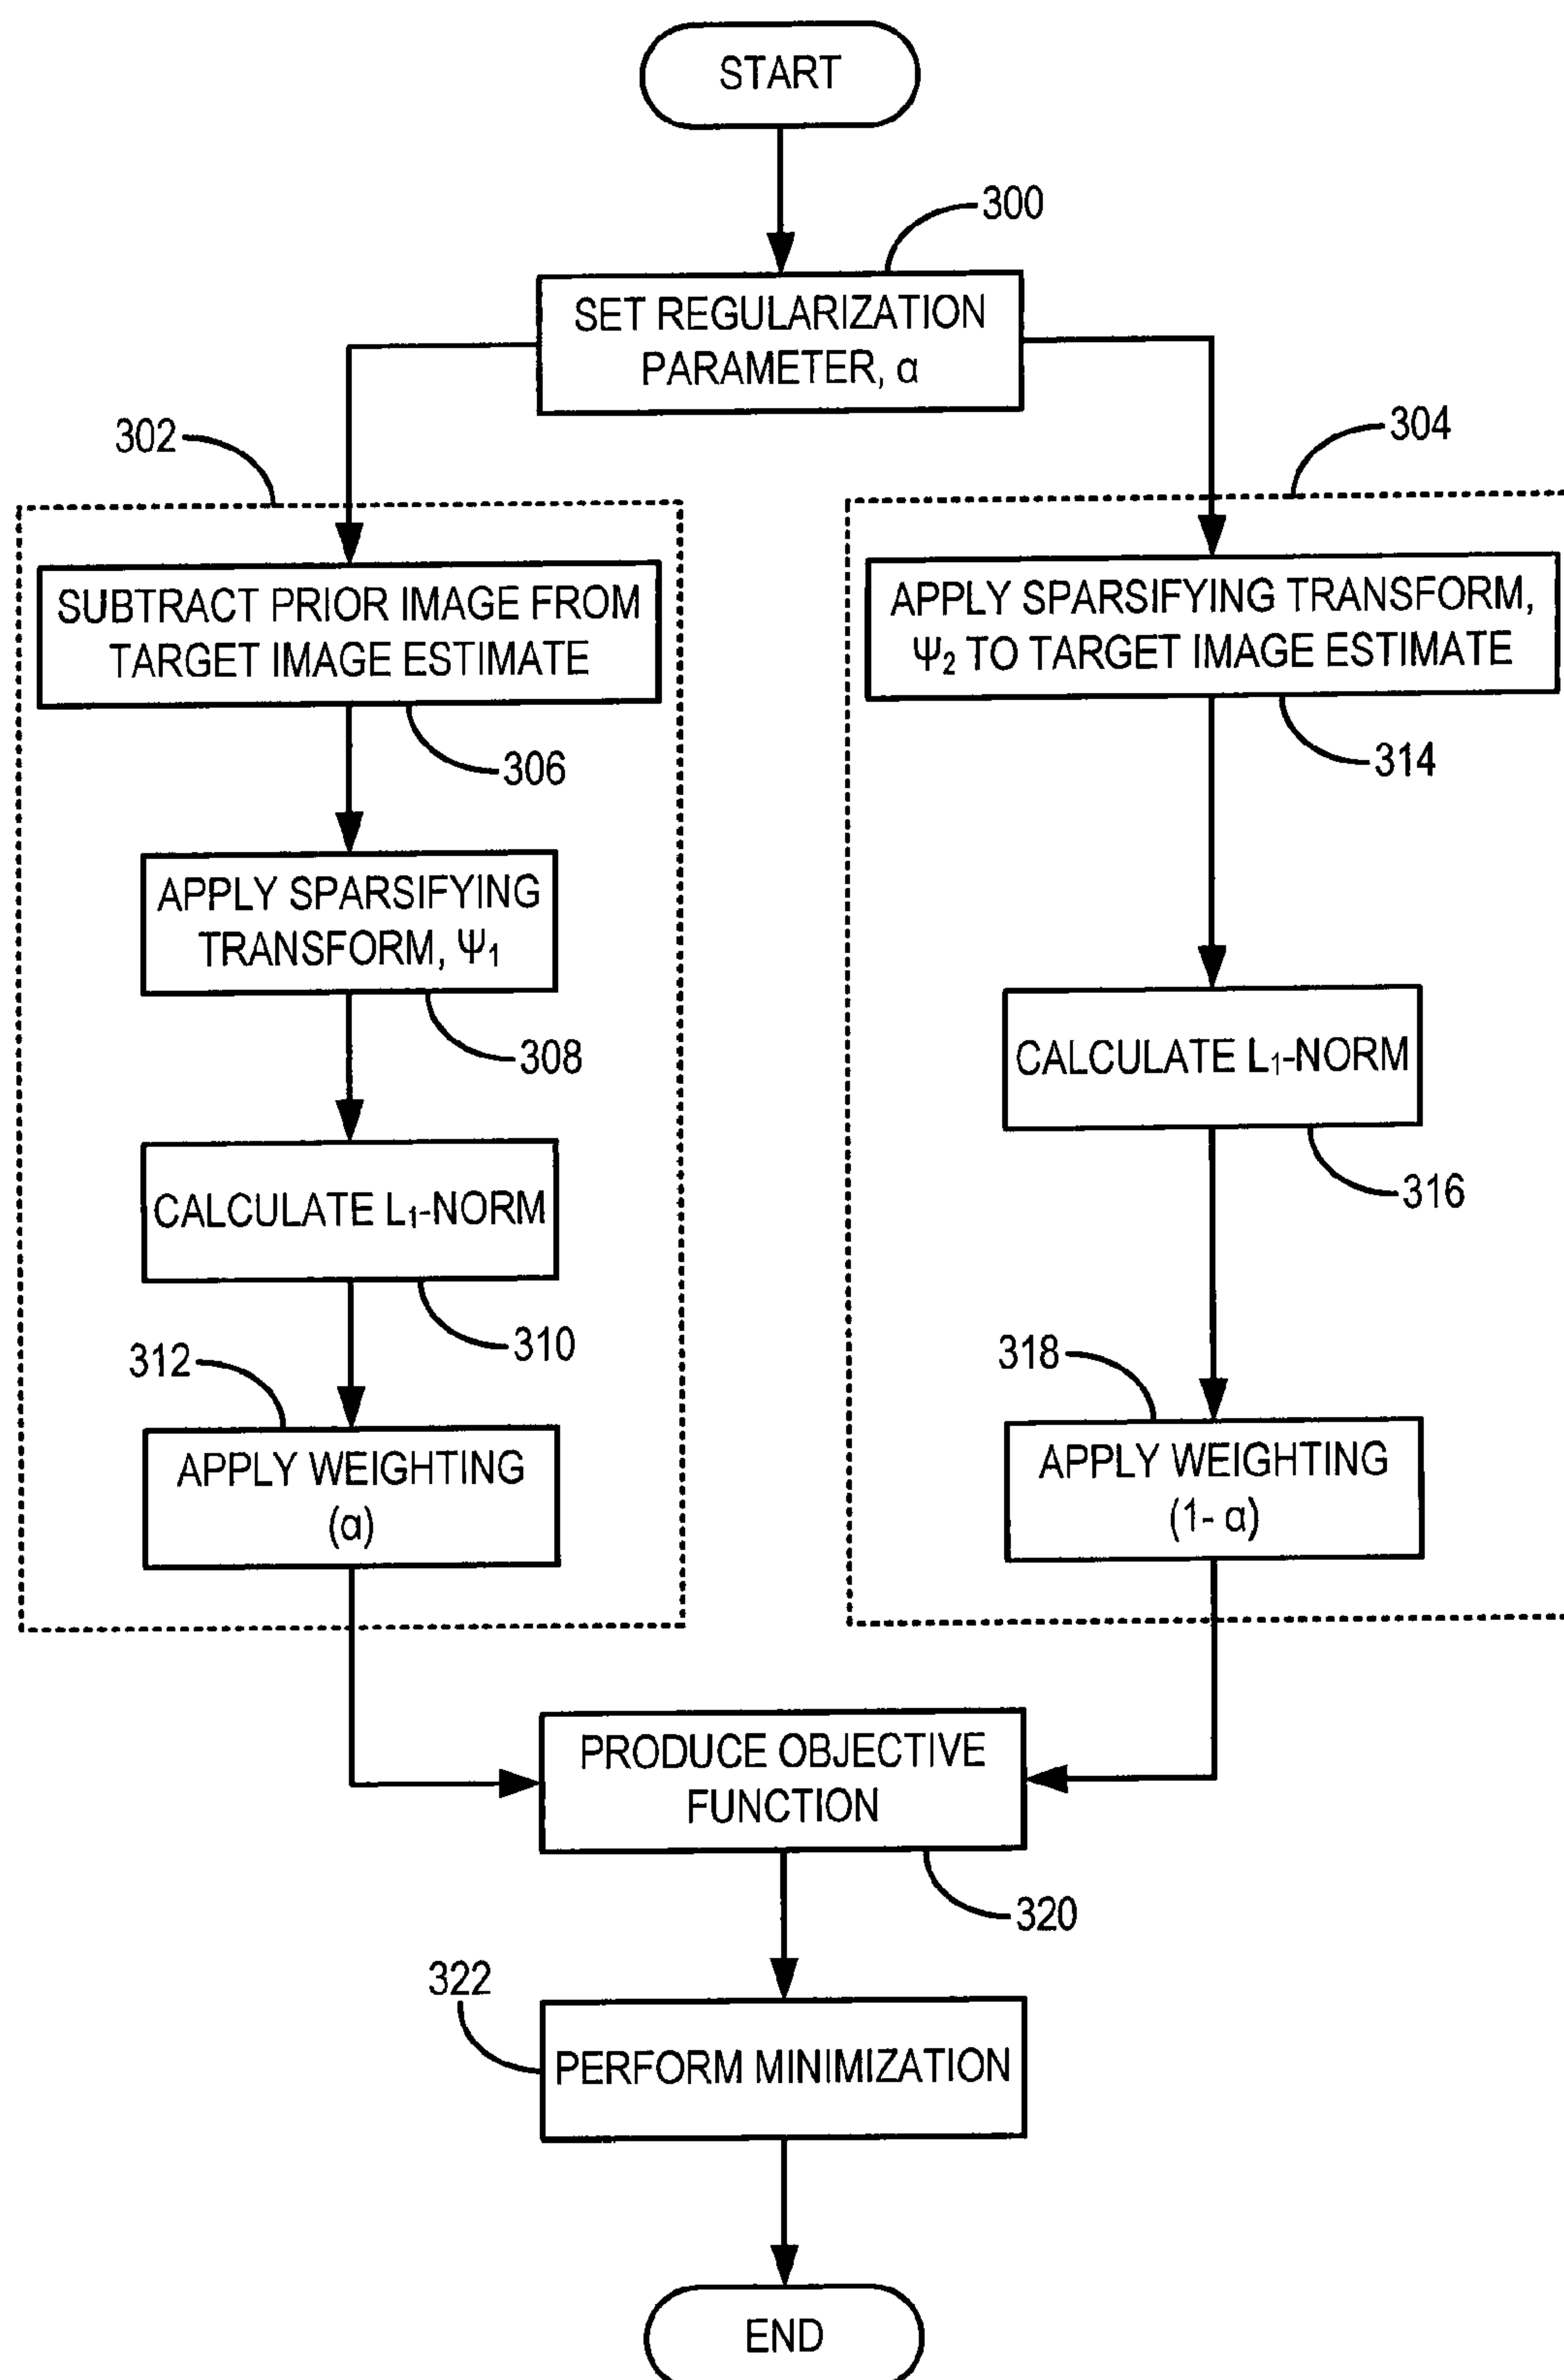 START
300
SET REGULARIZATION
PARAMETER, α
302
304
SUBTRACT PRIOR IMAGE FROM
TARGET IMAGE ESTIMATE
306
APPLY SPARSIFYING TRANSFORM,
Ψ₂ TO TARGET IMAGE ESTIMATE
314
APPLY SPARSIFYING
TRANSFORM, Ψ₁
308
CALCULATE L₁-NORM
316
CALCULATE L₁-NORM
310
312
APPLY WEIGHTING
(α)
318
APPLY WEIGHTING
(1- α)
PRODUCE OBJECTIVE
FUNCTION
320
322
PERFORM MINIMIZATION
END